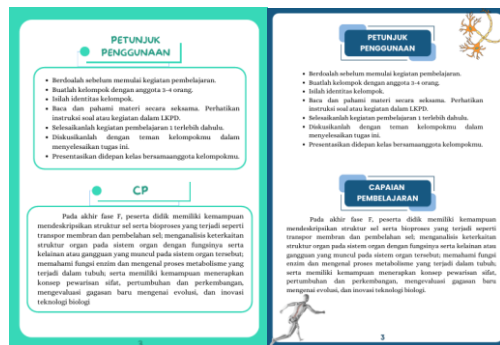 PETUNJUK
PENGGUNAAN
Berdoalah sebelum memulai kegiatan pembelajaran.
Buatlah kelompok dengan anggota 3-4 orang.
Isilah identitas kelompok.
Baca dan pahami materi secara seksama. Perhatikan
instruksi soal atau kegiatan dalam LKPD.
Selesaikanlah kegiatan pembelajaran 1 terlebih dahulu.
Diskusikanlah dengan teman kelompokmu dalam
menyelesaikan tugas ini.
Presentasikan didepan kelas bersamaanggota kelompokmu.
CP
Pada akhir fase F, peserta didik memiliki kemampuan
mendeskripsikan struktur sel serta bioproses yang terjadi seperti
transpor membran dan pembelahan sel; menganalisis keterkaitan
struktur organ pada sistem organ dengan fungsinya serta
kelainan atau gangguan yang muncul pada sistem organ tersebut;
memahami fungsi enzim dan mengenal proses metabolisme yang
terjadi dalam tubuh; serta memiliki kemampuan menerapkan
konsep pewarisan sifat, pertumbuhan dan perkembangan,
mengevaluasi gagasan baru mengenai evolusi, dan inovasi
teknologi biologi
PETUNJUK
PENGGUNAAN
Berdoalah sebelum memulai kegiatan pembelajaran.
Buatlah kelompok dengan anggota 3-4 orang.
Isilah identitas kelompok.
Baca dan pahami materi secara seksama. Perhatikan
instruksi soal atau kegiatan dalam LKPD.
Selesaikanlah kegiatan pembelajaran 1 terlebih dahulu.
Diskusikanlah dengan teman kelompokmu dalam
menyelesaikan tugas ini.
Presentasikan didepan kelas bersamaanggota kelompokmu.
CAPAIAN
PEMBELAJARAN
Pada akhir fase F, peserta didik memiliki kemampuan
mendeskripsikan struktur sel serta bioproses yang terjadi seperti
transpor membran dan pembelahan sel; menganalisis keterkaitan
struktur organ pada sistem organ dengan fungsinya serta kelainan atau
gangguan yang muncul pada sistem organ tersebut; memahami fungsi
enzim dan mengenal proses metabolisme yang terjadi dalam tubuh;
serta memiliki kemampuan menerapkan konsep pewarisan sifat,
pertumbuhan dan perkembangan, mengevaluasi gagasan baru
mengenai evolusi, dan inovasi teknologi biologi.
3